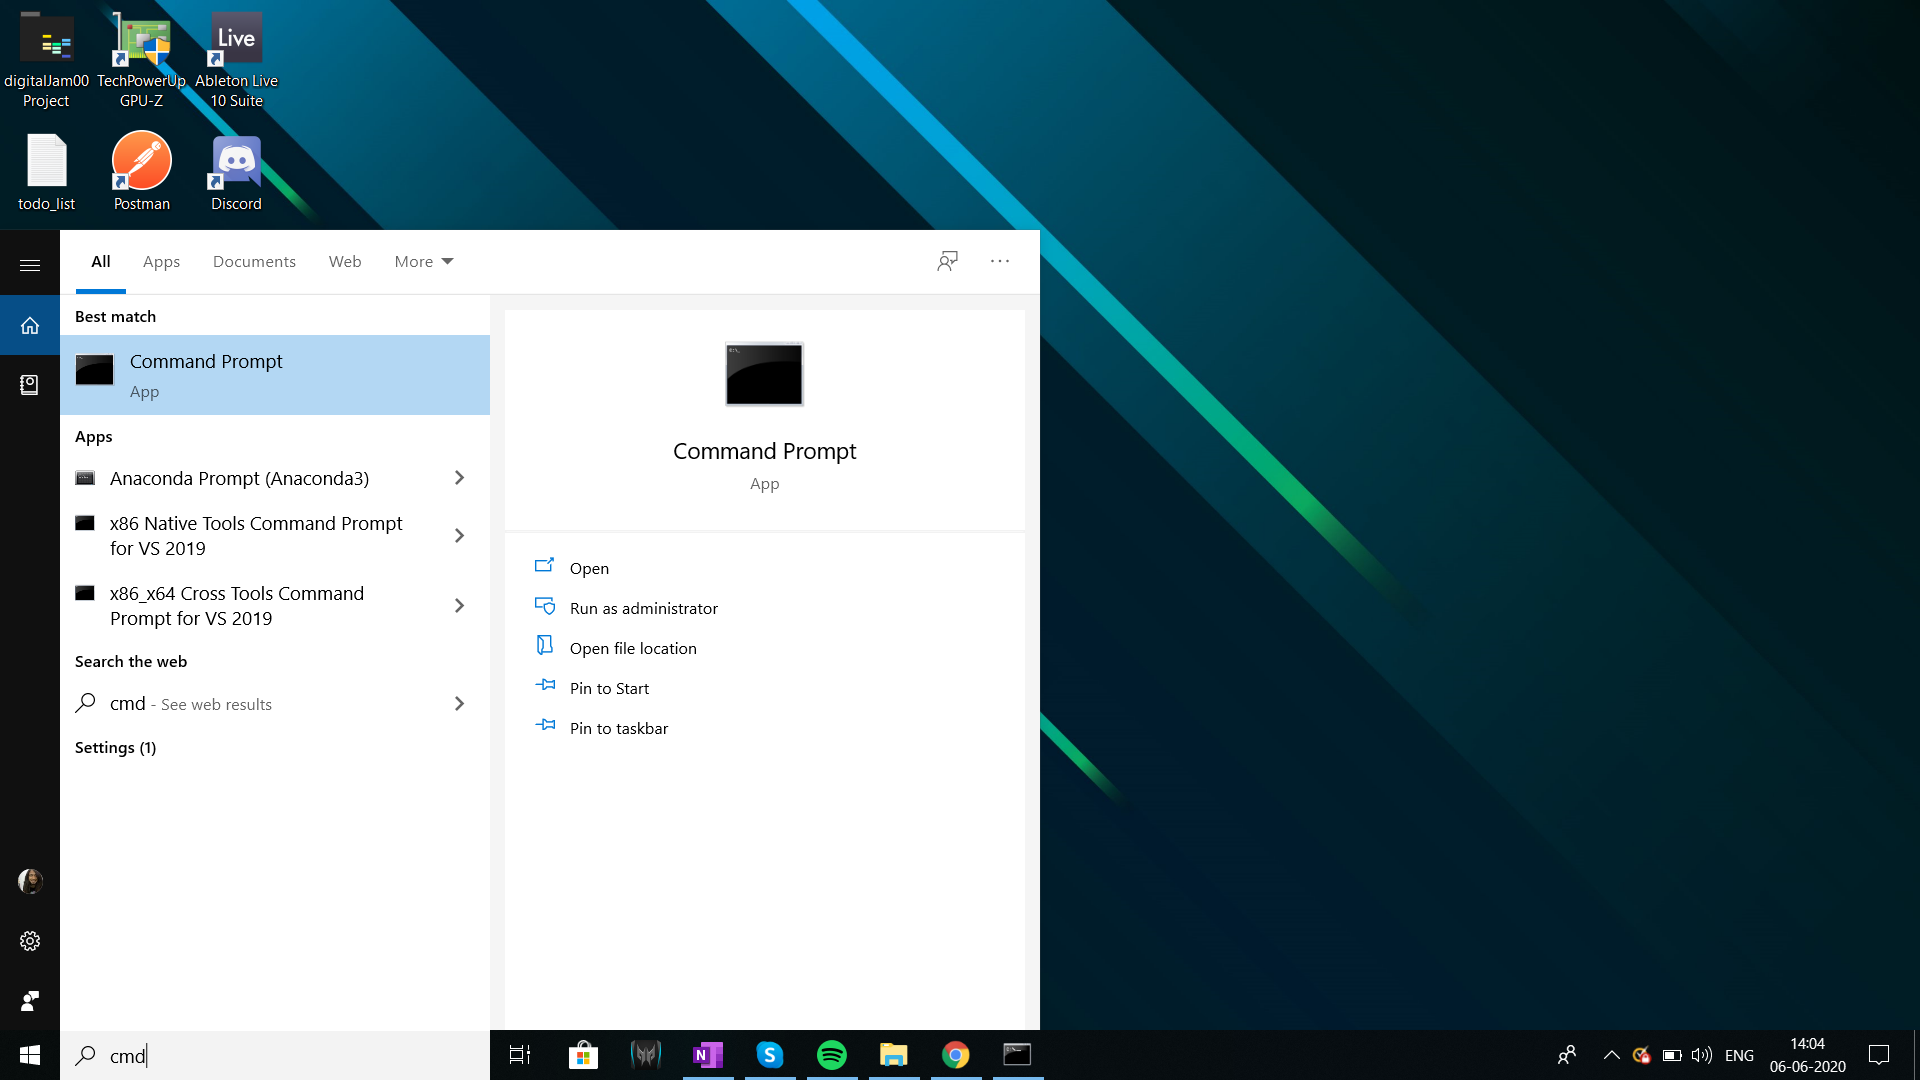 digitalJam00 Project
TechPowerUp GPU-Z
Live
Ableton Live 10 Suite
todo_list
Postman
Discord
All
Apps
Documents
Web
More
Best match
Command Prompt
App
Apps
Anaconda Prompt (Anaconda3)
x86 Native Tools Command Prompt
for VS 2019
x86_x64 Cross Tools Command
Prompt for VS 2019
Search the web
cmd - See web results
Settings (1)
Command Prompt
App
Open
Run as administrator
Open file location
Pin to Start
Pin to taskbar
cmd
N
S
ENG
14:04
06-06-2020